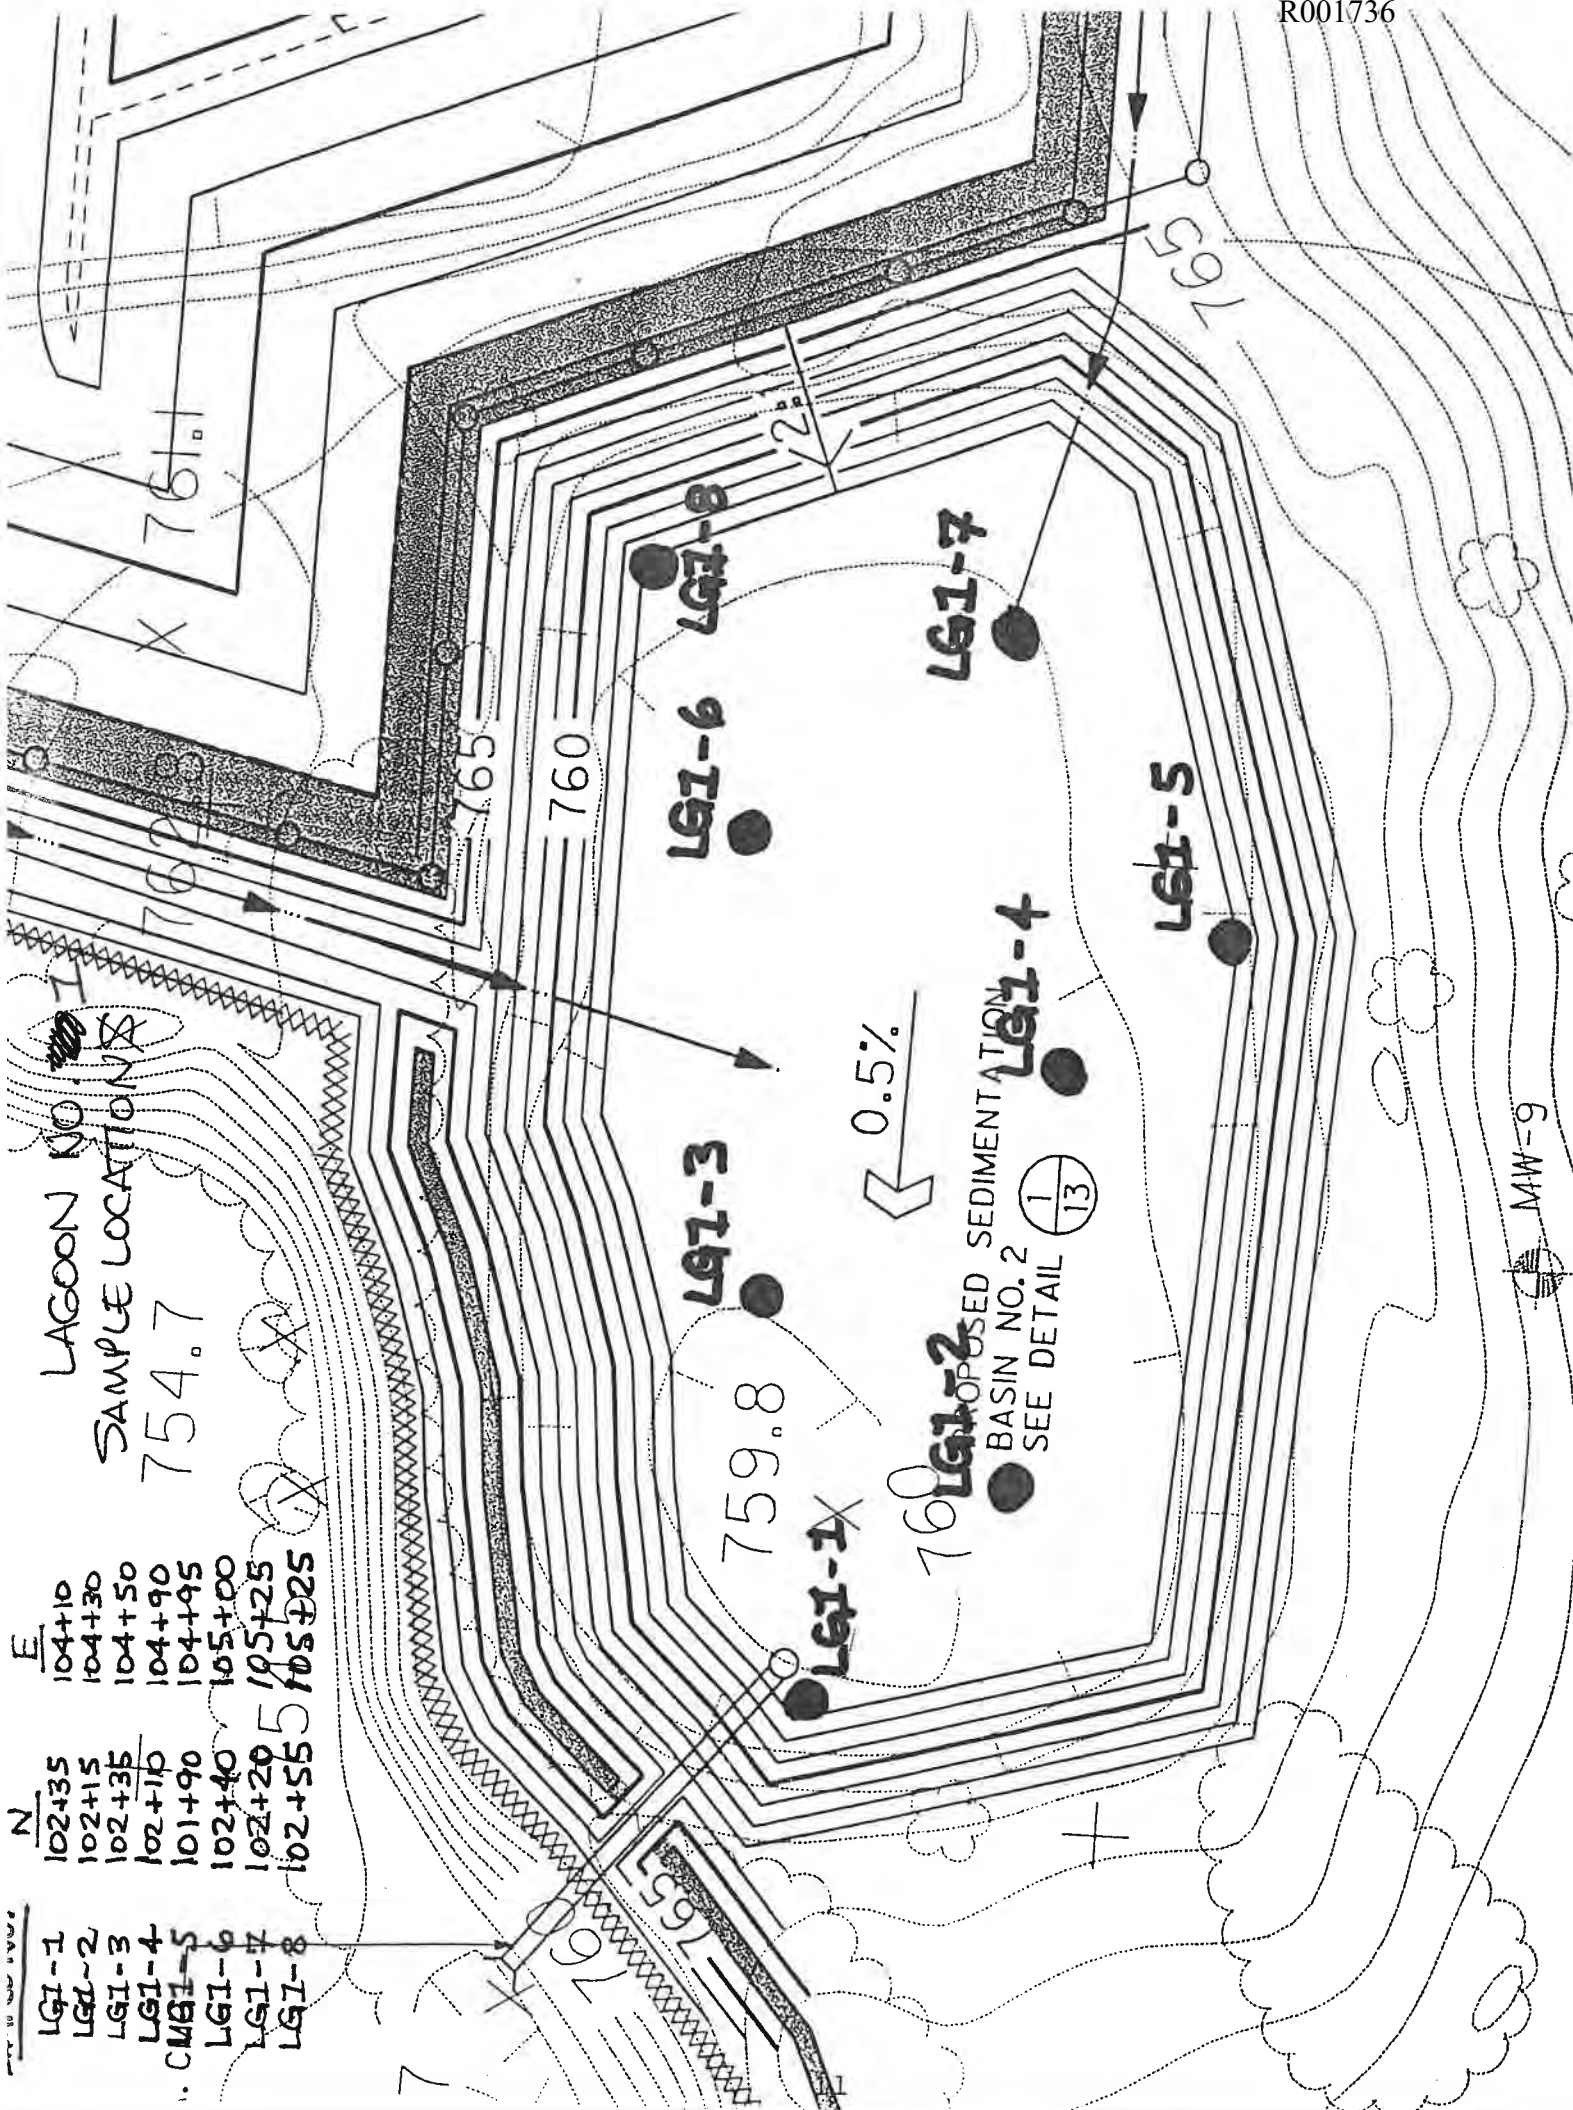 R001736
LAGOON NO. 1
SAMPLE LOCATIONS
N E
LG1-1 102+35 104+10
LG1-2 102+15 104+30
LG1-3 102+35 104+50
LG1-4 102+10 104+90
LG1-5 101+90 104+95
LG1-6 102+40 105+00
LG1-7 102+20 105+25
LG1-8 102+55 105+25
754.7
761.1
762
765
760
765
2:
LG1-8
LG1-7
LG1-6
LG1-5
LG1-4
LG1-3
LG1-2
LG1-1
0.5%
PROPOSED SEDIMENTATION
BASIN NO. 2
SEE DETAIL
1
13
759.8
760
765
MW-9
11